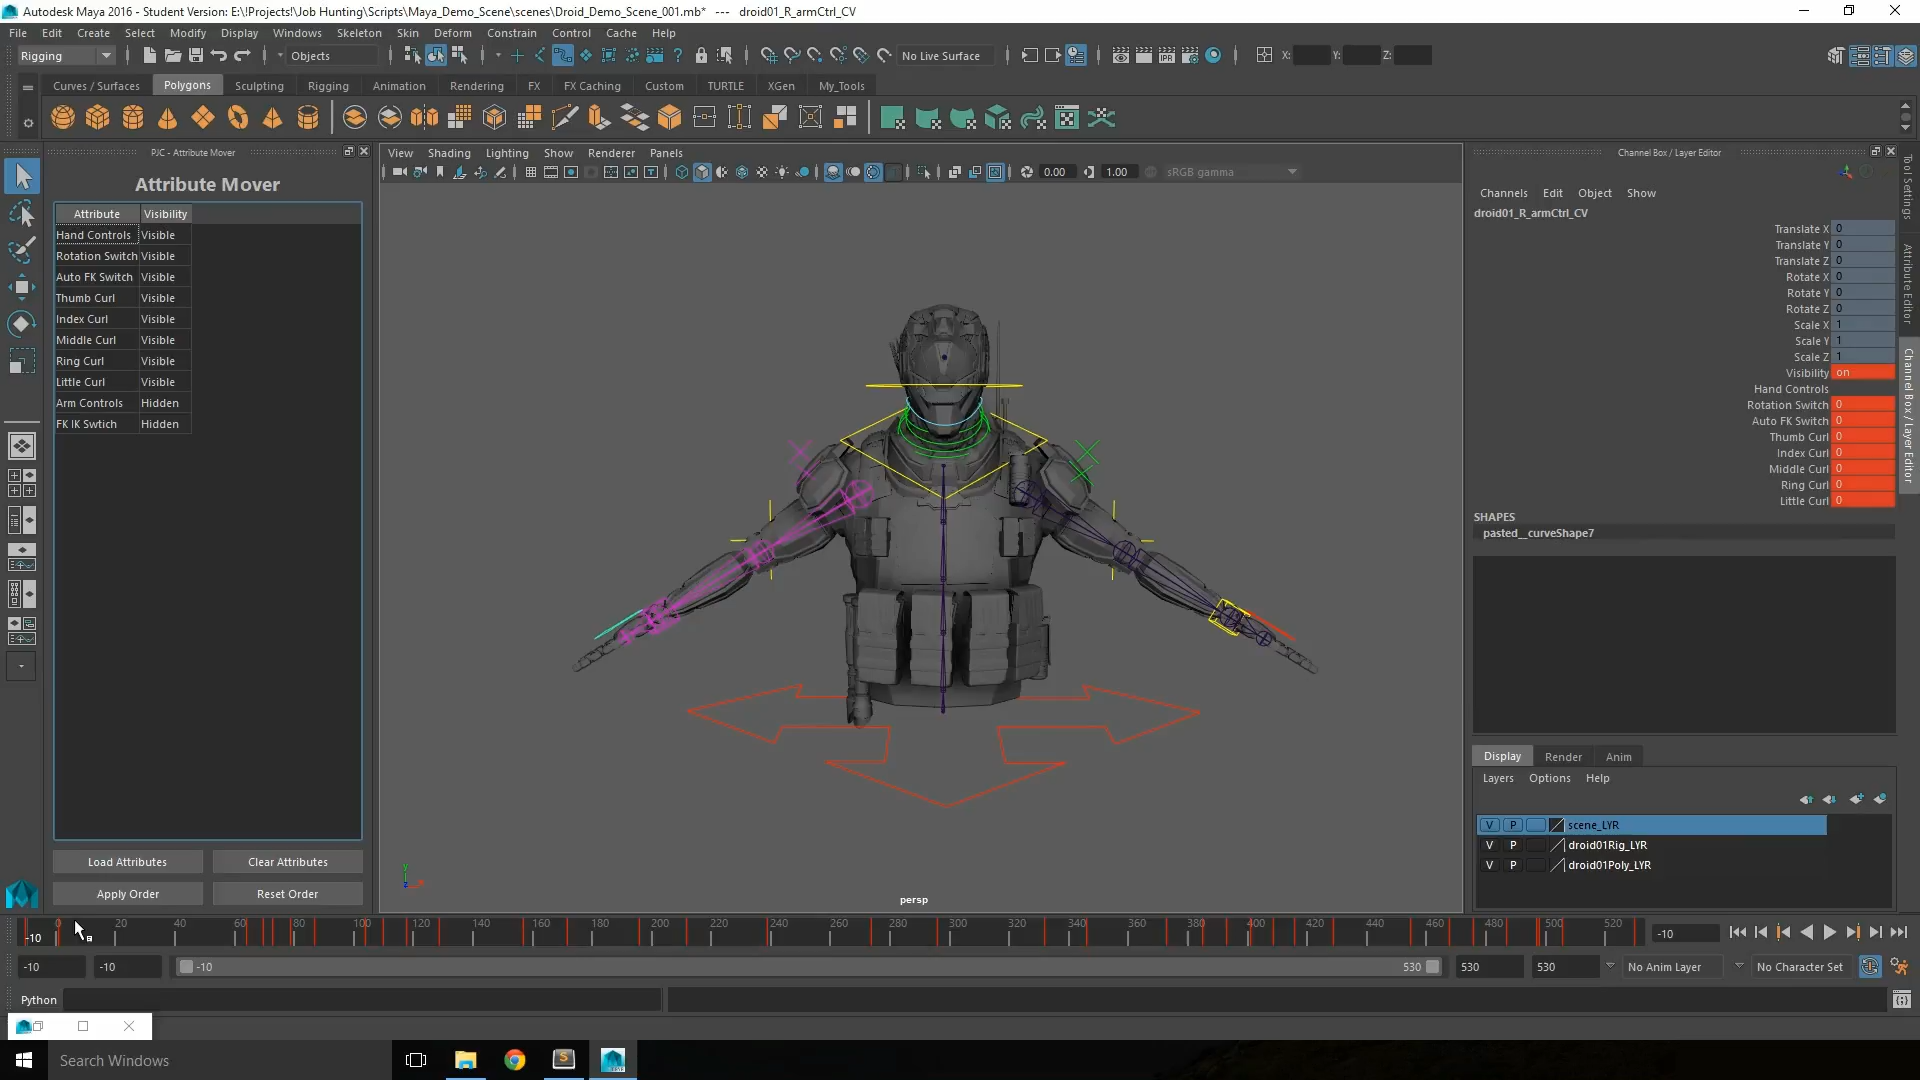 Autodesk Maya 2016 - Student Version: E:\!Projects!\Job Hunting\Scripts\Maya_Demo_Scene\scenes\Droid_Demo_Scene_001.mb* --- droid01_R_armCtrl_CV
File Edit Create Select Modify Display Windows Skeleton Skin Deform Constrain Control Cache Help
Rigging Objects No Live Surface X: Y: Z:
Curves / Surfaces Polygons Sculpting Rigging Animation Rendering FX FX Caching Custom TURTLE XGen My_Tools
PJC - Attribute Mover
Attribute Mover
Attribute Visibility
Hand Controls Visible
Rotation Switch Visible
Auto FK Switch Visible
Thumb Curl Visible
Index Curl Visible
Middle Curl Visible
Ring Curl Visible
Little Curl Visible
Arm Controls Hidden
FK IK Swtich Hidden
Load Attributes Clear Attributes
Apply Order Reset Order
View Shading Lighting Show Renderer Panels
0.00 1.00 sRGB gamma
persp
Channel Box / Layer Editor
Channels Edit Object Show
droid01_R_armCtrl_CV
Translate X 0
Translate Y 0
Translate Z 0
Rotate X 0
Rotate Y 0
Rotate Z 0
Scale X 1
Scale Y 1
Scale Z 1
Visibility on
Hand Controls
Rotation Switch 0
Auto FK Switch 0
Thumb Curl 0
Index Curl 0
Middle Curl 0
Ring Curl 0
Little Curl 0
SHAPES
pasted__curveShape7
Display Render Anim
Layers Options Help
V P scene_LYR
V P droid01Rig_LYR
V P droid01Poly_LYR
Tool Settings
Attribute Editor
Channel Box / Layer Editor
0 20 40 60 80 100 120 140 160 180 200 220 240 260 280 300 320 340 360 380 400 420 440 460 480 500 520
-10 -10
-10 -10 -10 530 530 530 No Anim Layer No Character Set
Python
Search Windows